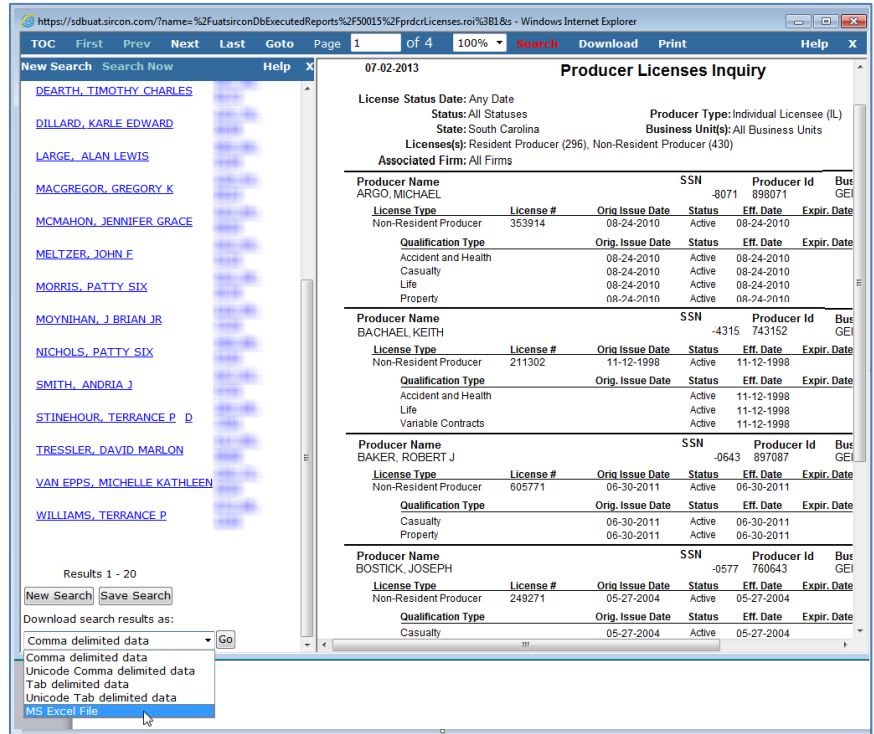 https://sdbuat.sircon.com/?name=%2FuatsirconDbExecutedReports%2F50015%2FprdcrLicenses.roi%3B1&s - Windows Internet Explorer
TOC First Prev Next Last Goto Page 1 of 4 100% Search Download Print Help X
New Search Search Now Help X
DEARTH, TIMOTHY CHARLES
DILLARD, KARLE EDWARD
LARGE, ALAN LEWIS
MACGREGOR, GREGORY K
MCMAHON, JENNIFER GRACE
MELTZER, JOHN F
MORRIS, PATTY SIX
MOYNIHAN, J BRIAN JR
NICHOLS, PATTY SIX
SMITH, ANDRIA J
STINEHOUR, TERRANCE P D
TRESSLER, DAVID MARLON
VAN EPPS, MICHELLE KATHLEEN
WILLIAMS, TERRANCE P
Results 1 - 20
New Search Save Search
Download search results as:
Comma delimited data Go
Comma delimited data
Unicode Comma delimited data
Tab delimited data
Unicode Tab delimited data
MS Excel File
07-02-2013 Producer Licenses Inquiry
License Status Date: Any Date
Status: All Statuses Producer Type: Individual Licensee (IL)
State: South Carolina Business Unit(s): All Business Units
Licenses(s): Resident Producer (296), Non-Resident Producer (430)
Associated Firm: All Firms
Producer Name SSN Producer Id Bus
ARGO, MICHAEL -8071 898071 GEI
License Type License # Orig Issue Date Status Eff. Date Expir. Date
Non-Resident Producer 353914 08-24-2010 Active 08-24-2010
Qualification Type Orig. Issue Date Status Eff. Date Expir. Date
Accident and Health 08-24-2010 Active 08-24-2010
Casualty 08-24-2010 Active 08-24-2010
Life 08-24-2010 Active 08-24-2010
Property 08-24-2010 Active 08-24-2010
Producer Name SSN Producer Id Bus
BACHAEL, KEITH -4315 743152 GEI
License Type License # Orig Issue Date Status Eff. Date Expir. Date
Non-Resident Producer 211302 11-12-1998 Active 11-12-1998
Qualification Type Orig. Issue Date Status Eff. Date Expir. Date
Accident and Health Active 11-12-1998
Life Active 11-12-1998
Variable Contracts Active 11-12-1998
Producer Name SSN Producer Id Bus
BAKER, ROBERT J -0643 897087 GEI
License Type License # Orig Issue Date Status Eff. Date Expir. Date
Non-Resident Producer 605771 06-30-2011 Active 06-30-2011
Qualification Type Orig. Issue Date Status Eff. Date Expir. Date
Casualty 06-30-2011 Active 06-30-2011
Property 06-30-2011 Active 06-30-2011
Producer Name SSN Producer Id Bus
BOSTICK, JOSEPH -0577 760643 GEI
License Type License # Orig Issue Date Status Eff. Date Expir. Date
Non-Resident Producer 249271 05-27-2004 Active 05-27-2004
Qualification Type Orig. Issue Date Status Eff. Date Expir. Date
Casualty 05-27-2004 Active 05-27-2004